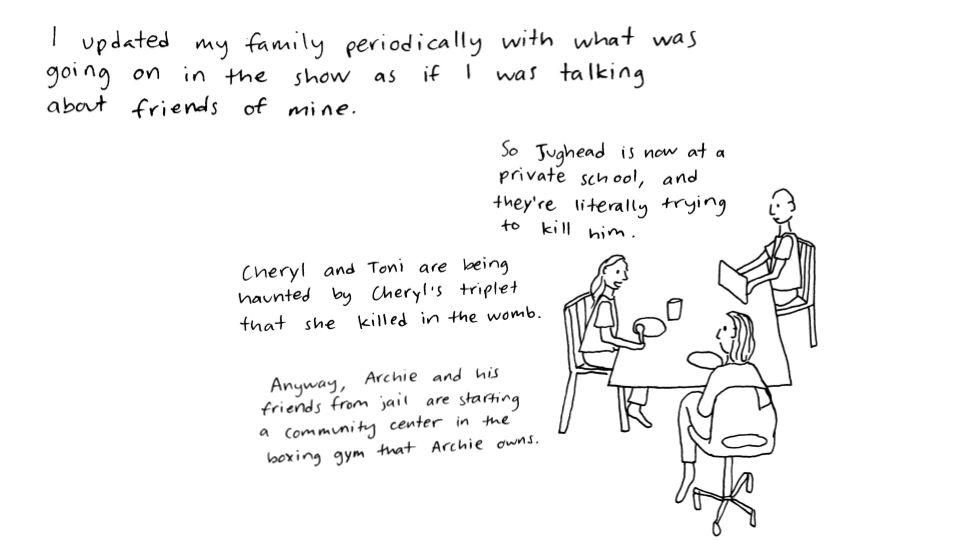 I updated my family periodically with what was
going on in the show as if I was talking
about friends of mine.
So Jughead is now at a
private school, and
they're literally trying
to kill him.
Cheryl and Toni are being
haunted by Cheryl's triplet
that she killed in the womb.
Anyway, Archie and his
friends from jail are starting
a community center in the
boxing gym that Archie owns.